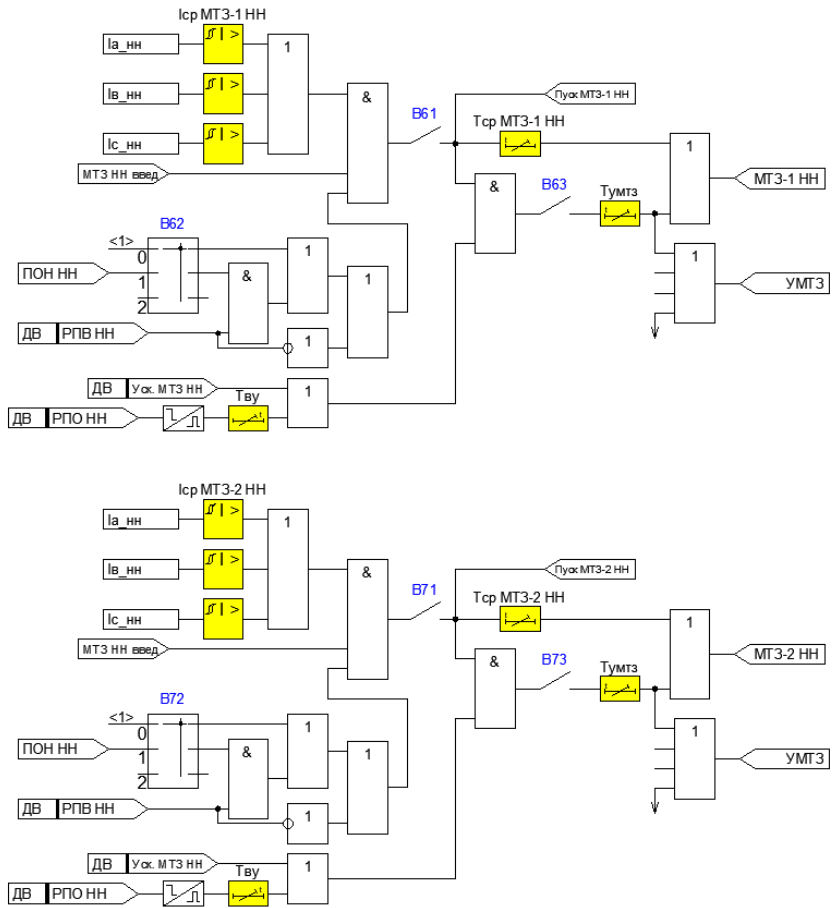 Iср МТЗ-1 НН
Iа_нн
I >
1
Iв_нн
I >
&
В61
Пуск МТЗ-1 НН
Iс_нн
I >
Тср МТЗ-1 НН
1
МТЗ НН введ
&
В63
Тумтз
МТЗ-1 НН
В62
<1>
0
1
1
ПОН НН
1
&
1
УМТЗ
2
ДВ РПВ НН
1
ДВ Уск. МТЗ НН
Тву
1
ДВ РПО НН
t
Iср МТЗ-2 НН
Iа_нн
I >
1
Iв_нн
I >
&
В71
Пуск МТЗ-2 НН
Iс_нн
I >
Тср МТЗ-2 НН
1
МТЗ НН введ
&
В73
Тумтз
МТЗ-2 НН
В72
<1>
0
1
1
ПОН НН
1
&
1
УМТЗ
2
ДВ РПВ НН
1
ДВ Уск. МТЗ НН
Тву
1
ДВ РПО НН
t